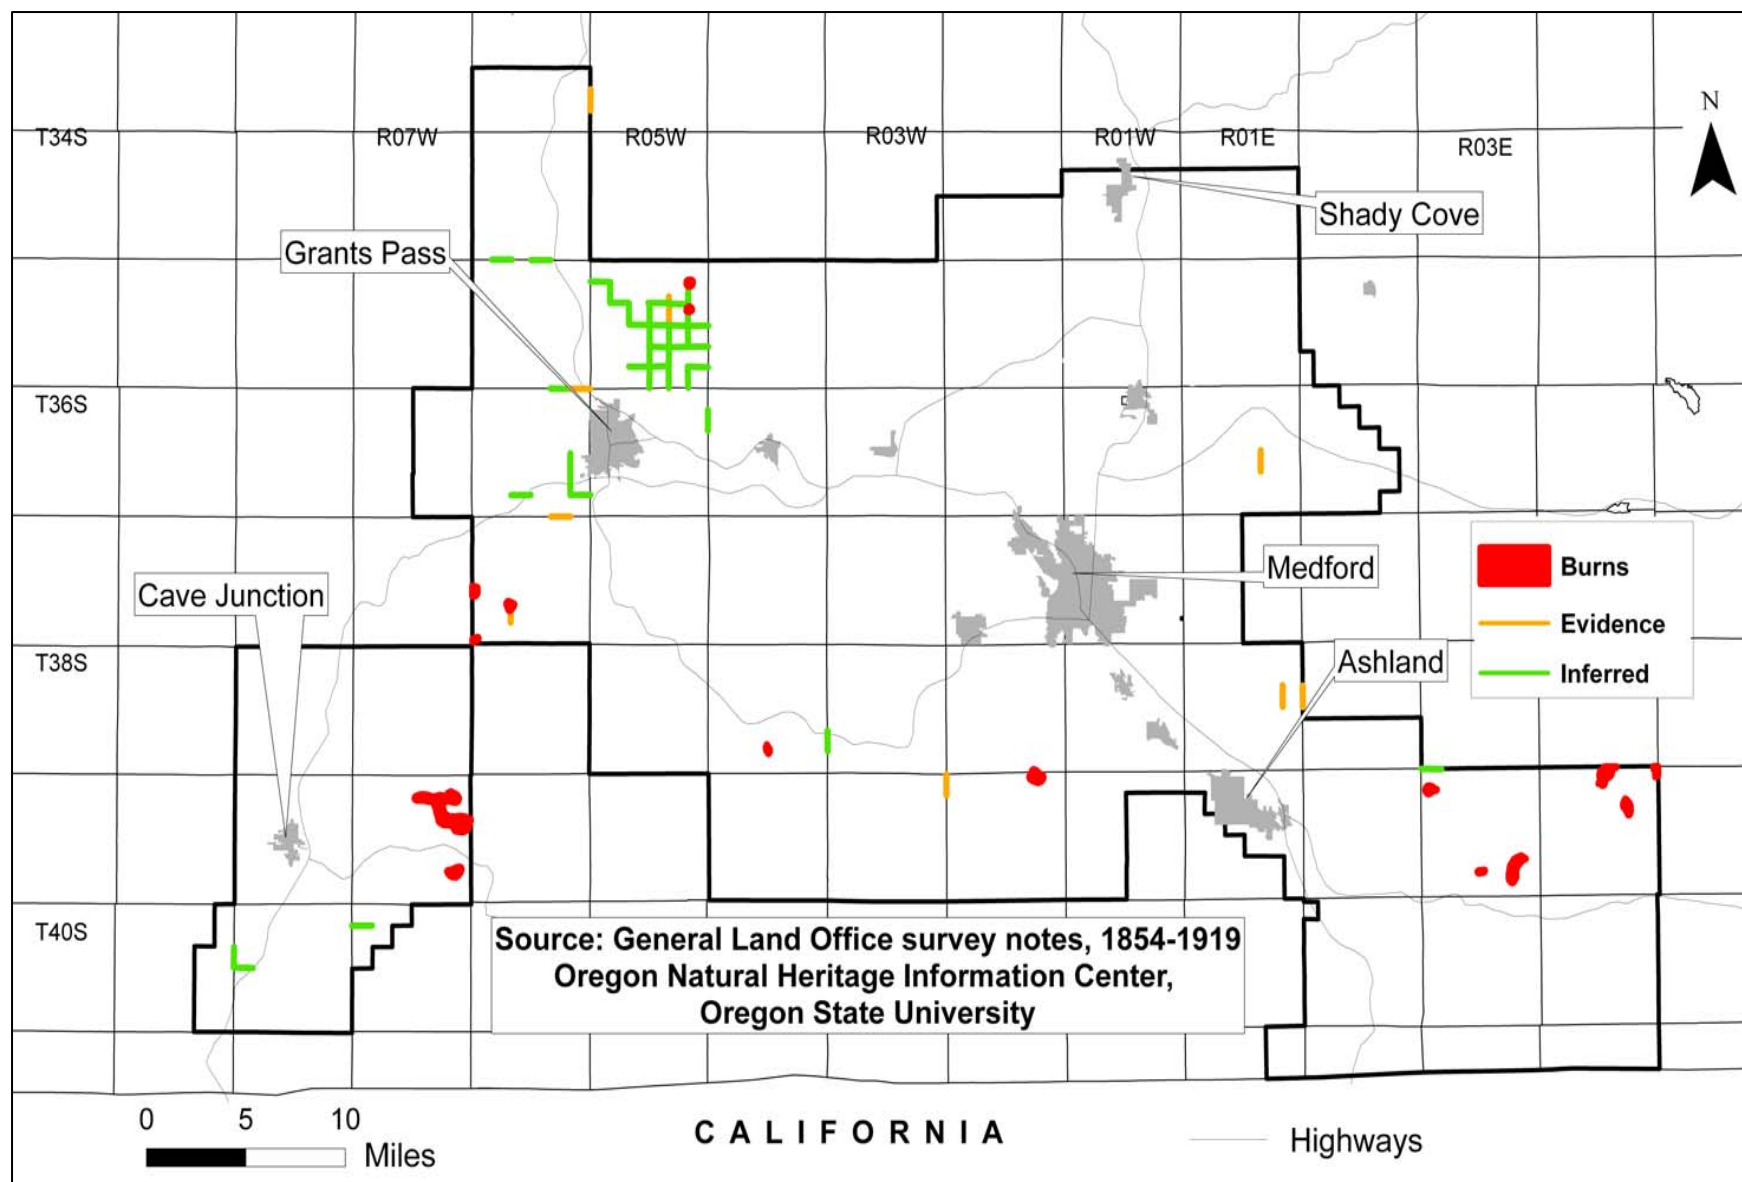 N
T34S
R07W
R05W
R03W
R01W
R01E
R03E
Shady Cove
Grants Pass
T36S
Medford
Burns
Evidence
Inferred
Cave Junction
T38S
Ashland
T40S
Source: General Land Office survey notes, 1854-1919
Oregon Natural Heritage Information Center,
Oregon State University
0 5 10
Miles
CALIFORNIA
Highways